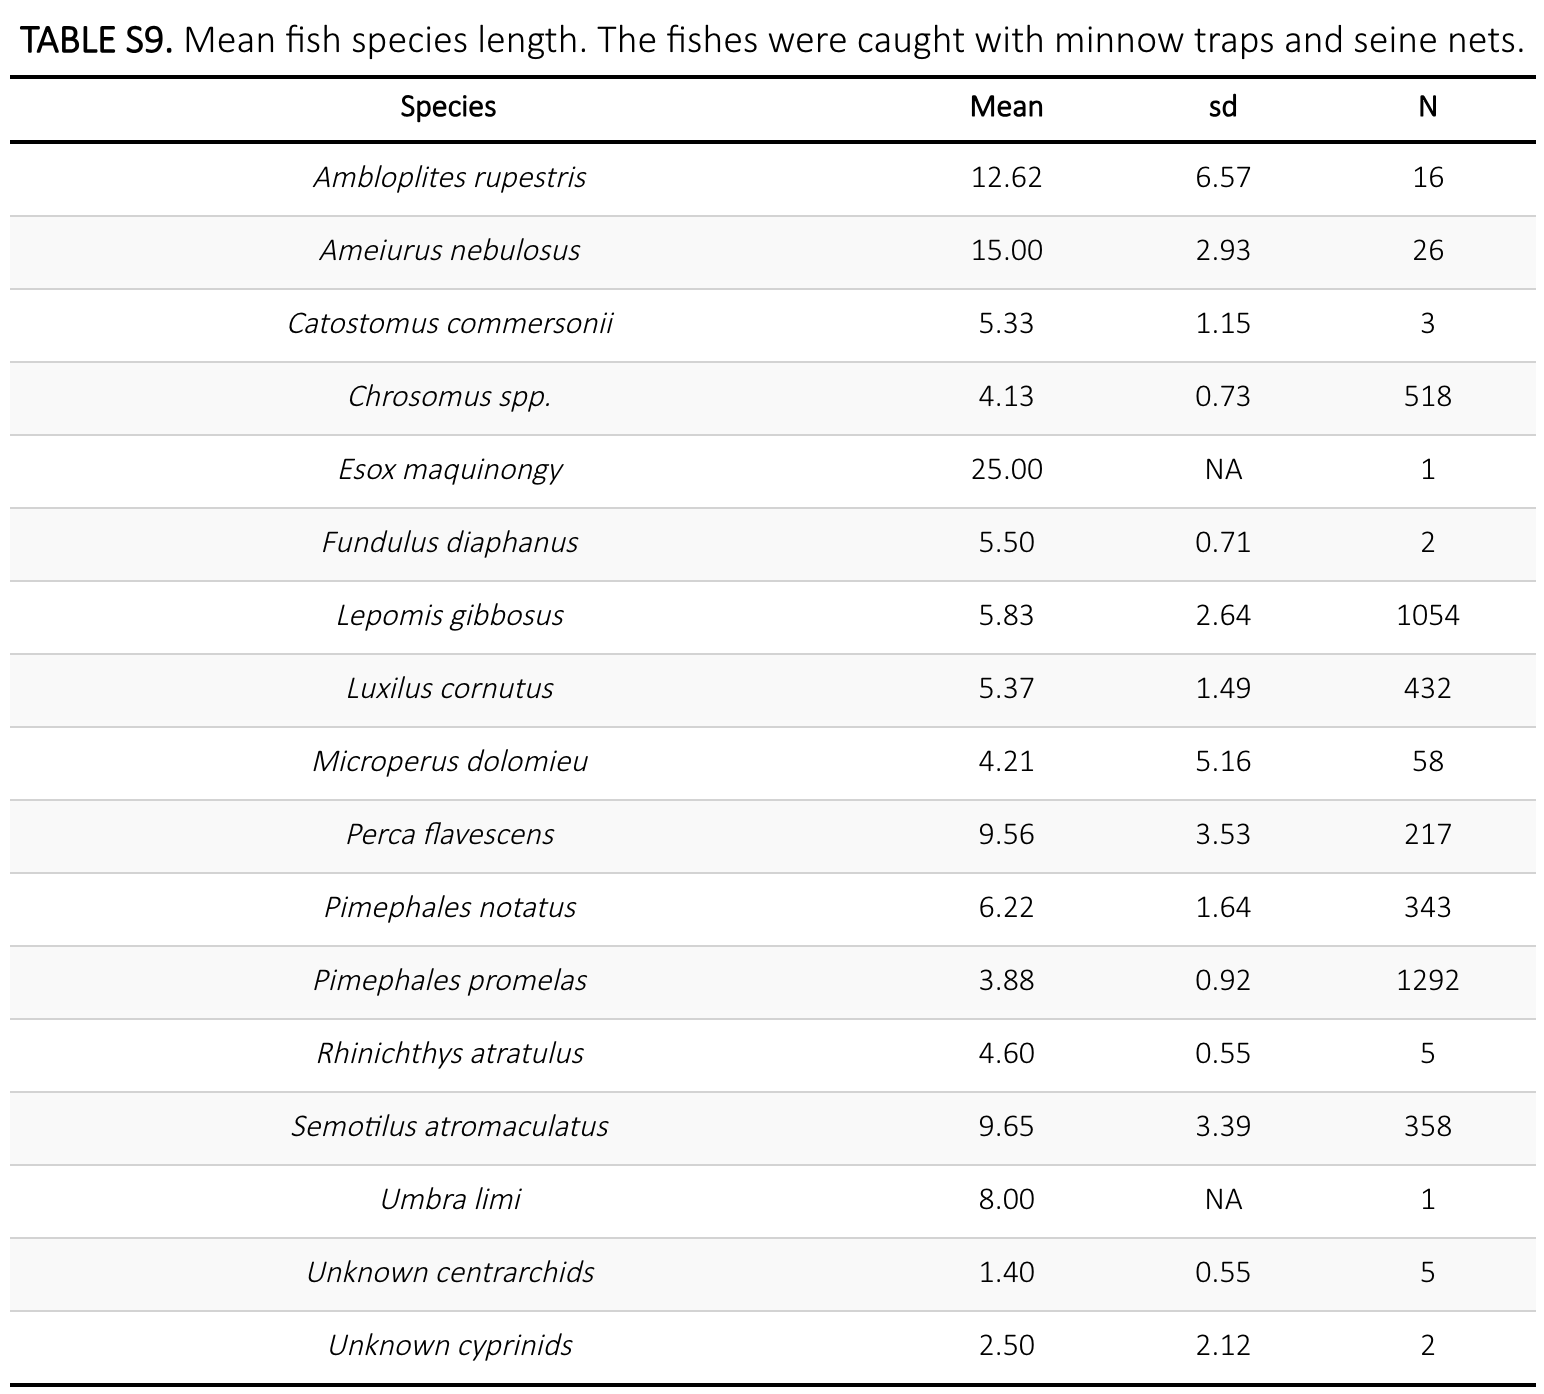 TABLE S9. Mean fish species length. The fishes were caught with minnow traps and seine nets.
Species Mean sd N
Ambloplites rupestris 12.62 6.57 16
Ameiurus nebulosus 15.00 2.93 26
Catostomus commersonii 5.33 1.15 3
Chrosomus spp. 4.13 0.73 518
Esox maquinongy 25.00 NA 1
Fundulus diaphanus 5.50 0.71 2
Lepomis gibbosus 5.83 2.64 1054
Luxilus cornutus 5.37 1.49 432
Microperus dolomieu 4.21 5.16 58
Perca flavescens 9.56 3.53 217
Pimephales notatus 6.22 1.64 343
Pimephales promelas 3.88 0.92 1292
Rhinichthys atratulus 4.60 0.55 5
Semotilus atromaculatus 9.65 3.39 358
Umbra limi 8.00 NA 1
Unknown centrarchids 1.40 0.55 5
Unknown cyprinids 2.50 2.12 2